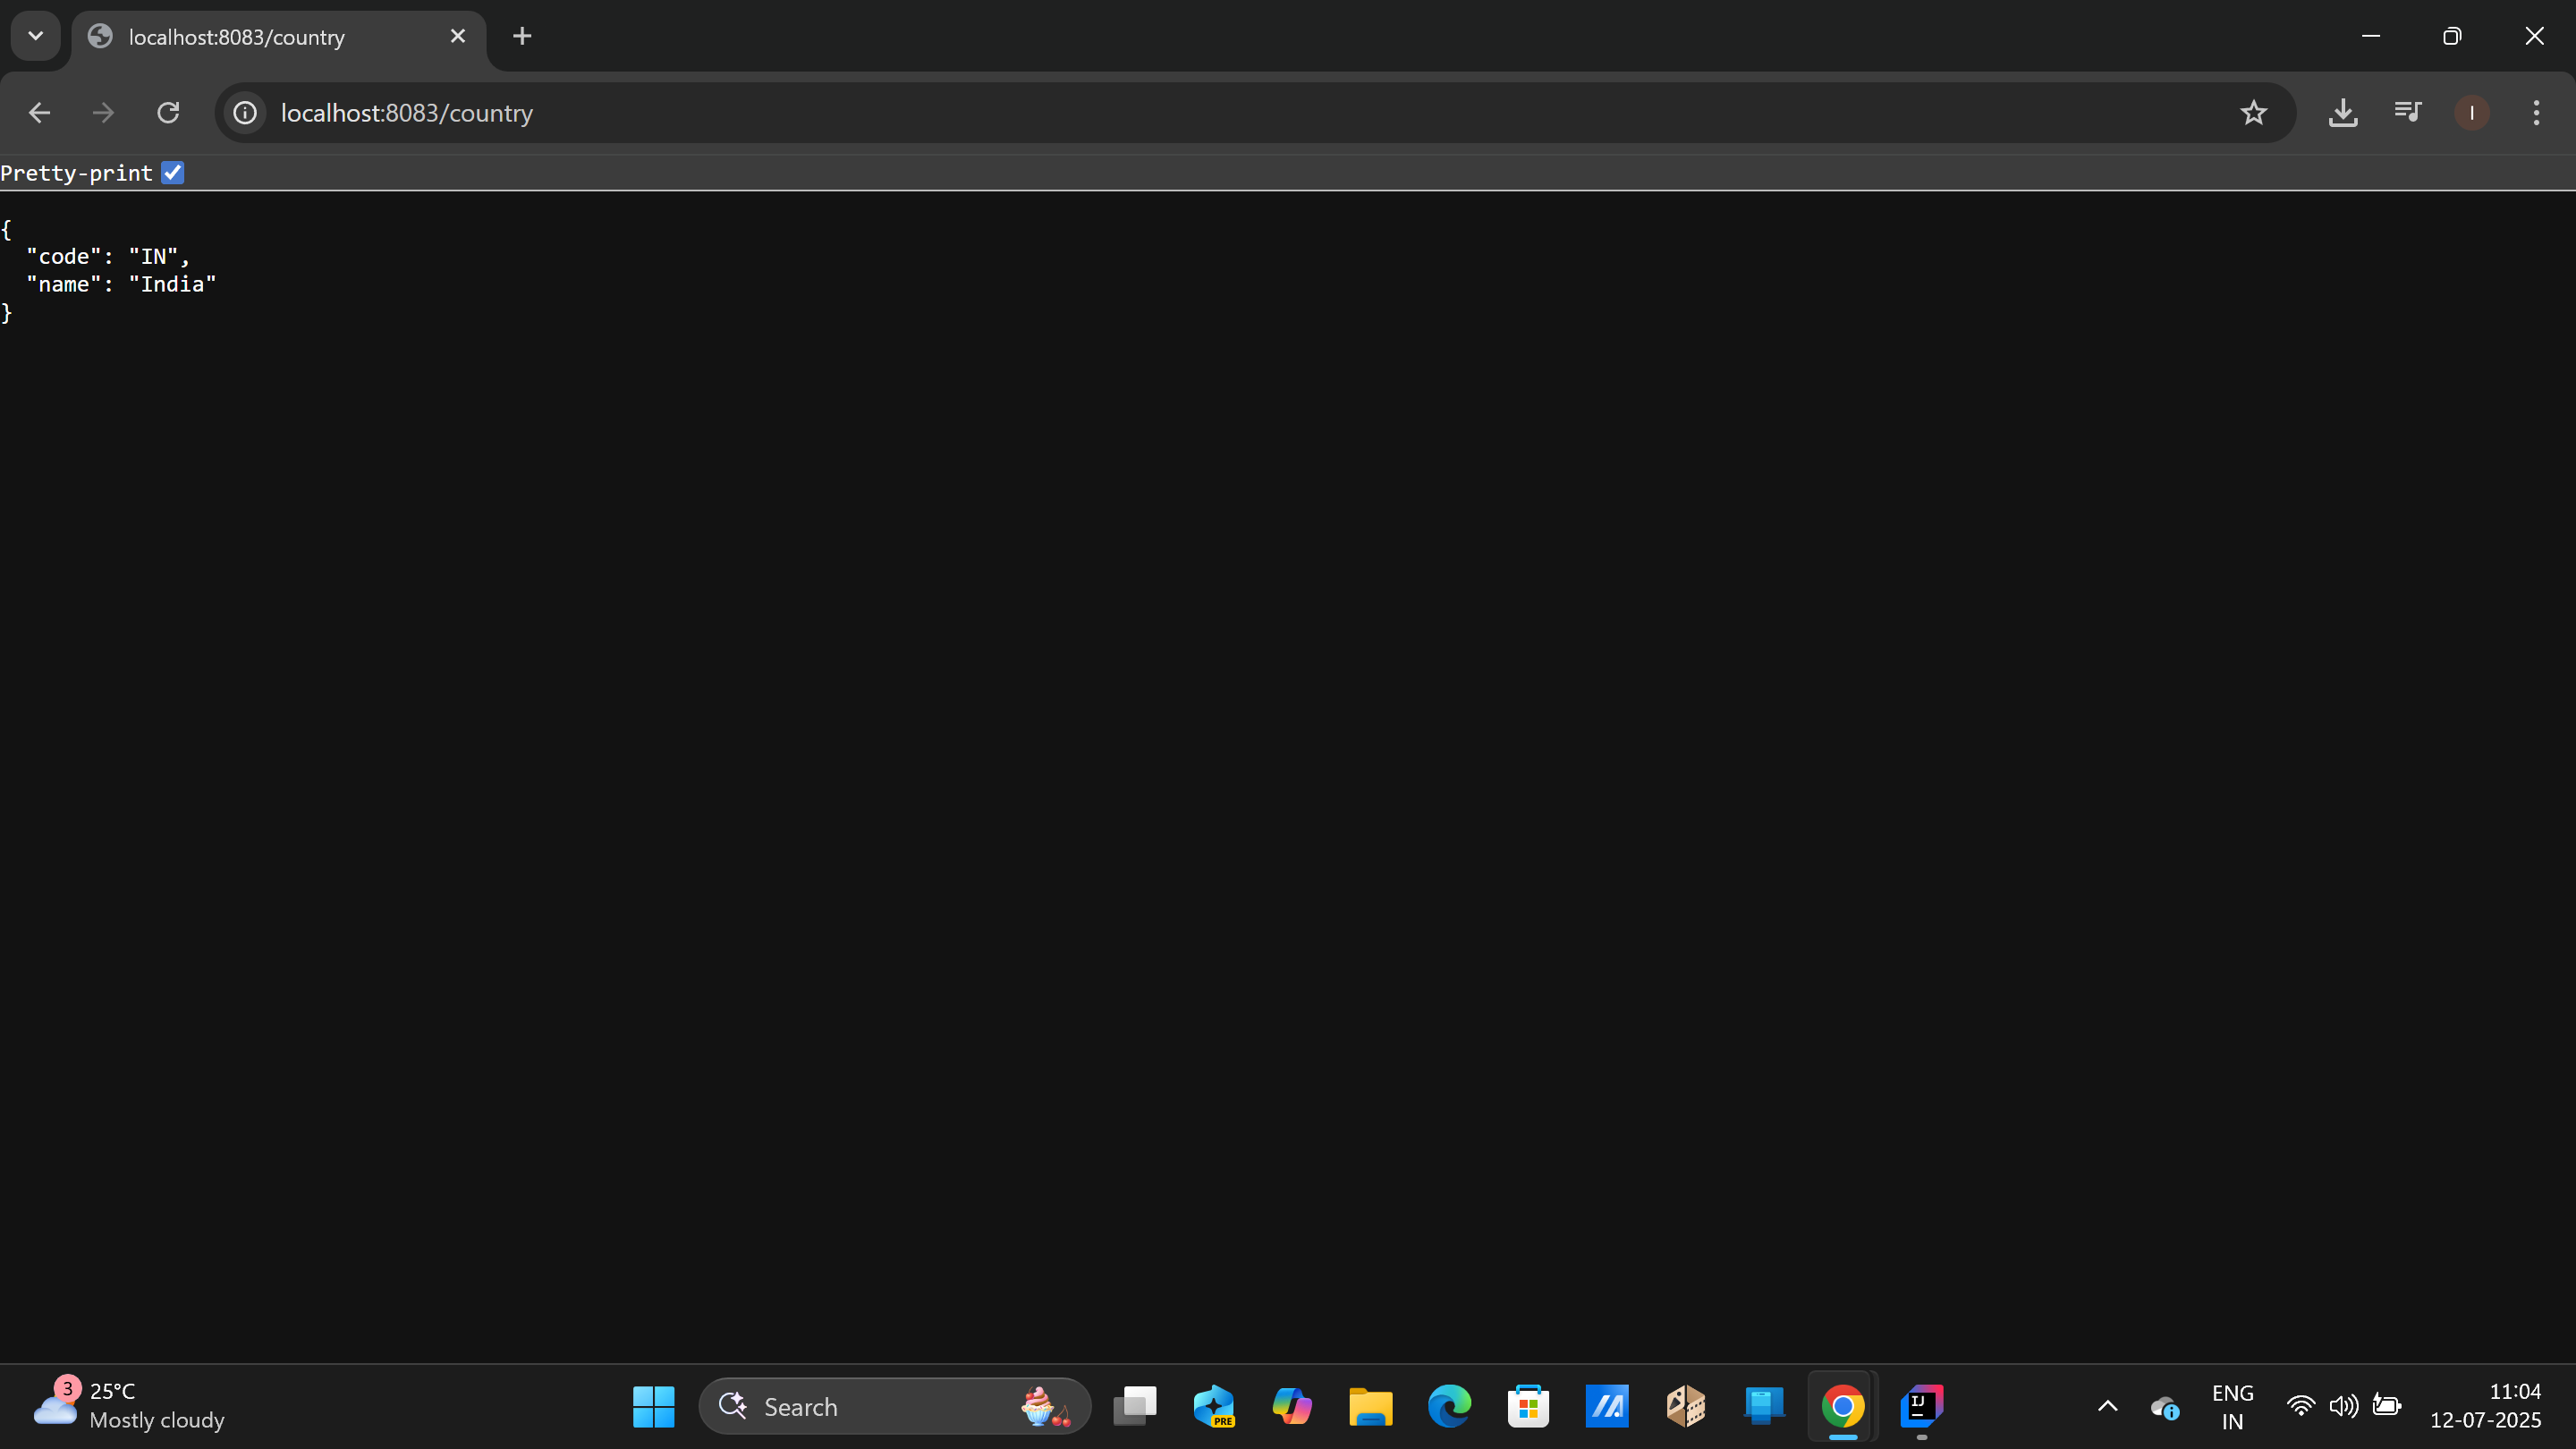 localhost:8083/country
localhost:8083/country
I
Pretty-print
{
  "code": "IN",
  "name": "India"
}
3
25°C
Mostly cloudy
Search
PRE
IJ
ENG
IN
11:04
12-07-2025